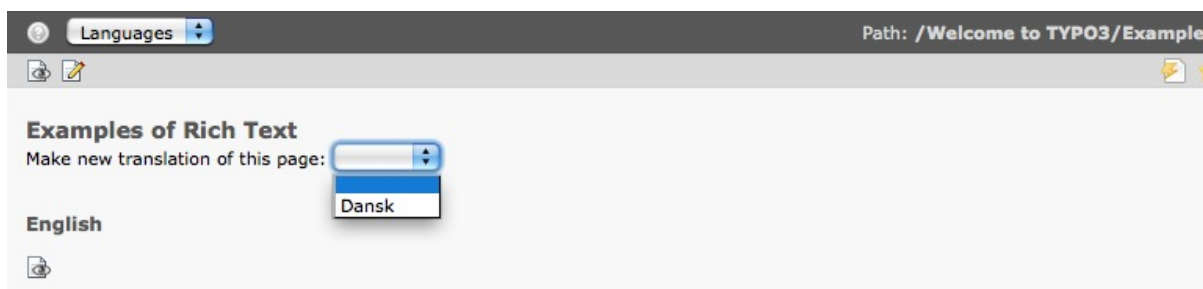 Languages
Path: /Welcome to TYPO3/Example
Examples of Rich Text
Make new translation of this page:
Dansk
English